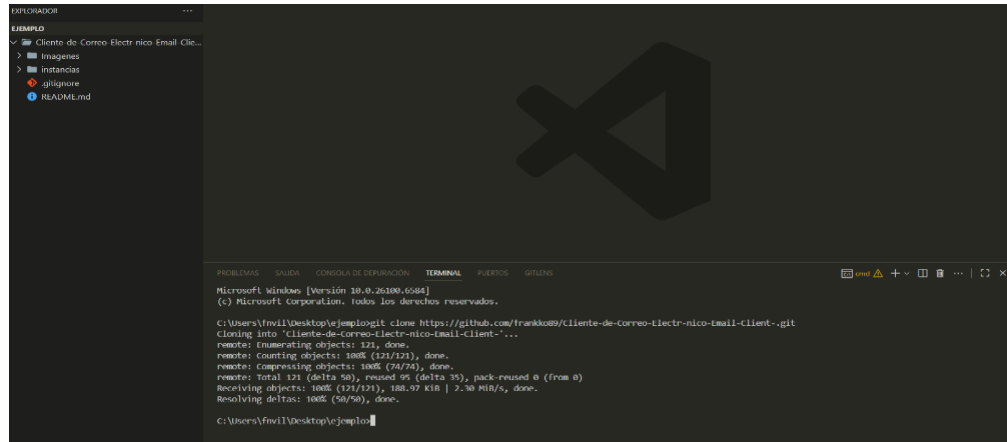 EXPLORADOR ...
EJEMPLO
Cliente-de-Correo-Electr-nico-Email-Clie...
Imagenes
instancias
.gitignore
README.md
PROBLEMAS SALIDA CONSOLA DE DEPURACIÓN TERMINAL PUERTOS GITLENS
cmd
Microsoft Windows [Versión 10.0.26100.6584]
(c) Microsoft Corporation. Todos los derechos reservados.
C:\Users\fnvil\Desktop\ejemplo>git clone https://github.com/frankko89/Cliente-de-Correo-Electr-nico-Email-Client-.git
Cloning into 'Cliente-de-Correo-Electr-nico-Email-Client-'...
remote: Enumerating objects: 121, done.
remote: Counting objects: 100% (121/121), done.
remote: Compressing objects: 100% (74/74), done.
remote: Total 121 (delta 50), reused 95 (delta 35), pack-reused 0 (from 0)
Receiving objects: 100% (121/121), 188.97 KiB | 2.30 MiB/s, done.
Resolving deltas: 100% (50/50), done.
C:\Users\fnvil\Desktop\ejemplo>